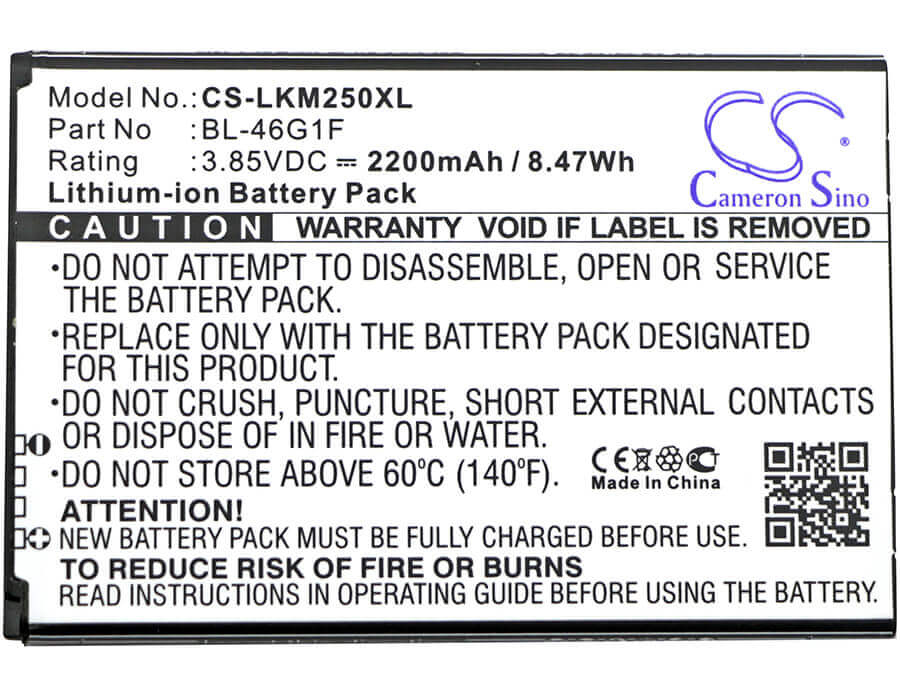 Model No.: CS-LKM250XL
Part No : BL-46G1F
Rating : 3.85VDC ⎓ 2200mAh / 8.47Wh
Lithium-ion Battery Pack
Cameron Sino
®
CAUTION WARRANTY VOID IF LABEL IS REMOVED
•DO NOT ATTEMPT TO DISASSEMBLE, OPEN OR SERVICE
THE BATTERY PACK.
•REPLACE ONLY WITH THE BATTERY PACK DESIGNATED
FOR THIS PRODUCT.
•DO NOT CRUSH, PUNCTURE, SHORT EXTERNAL CONTACTS
OR DISPOSE OF IN FIRE OR WATER.
•DO NOT STORE ABOVE 60°C (140°F).
CE PCT
Made In China
ATTENTION!
NEW BATTERY PACK MUST BE FULLY CHARGED BEFORE USE.
TO REDUCE RISK OF FIRE OR BURNS
READ INSTRUCTIONS IN OPERATING GUIDE BEFORE USE.